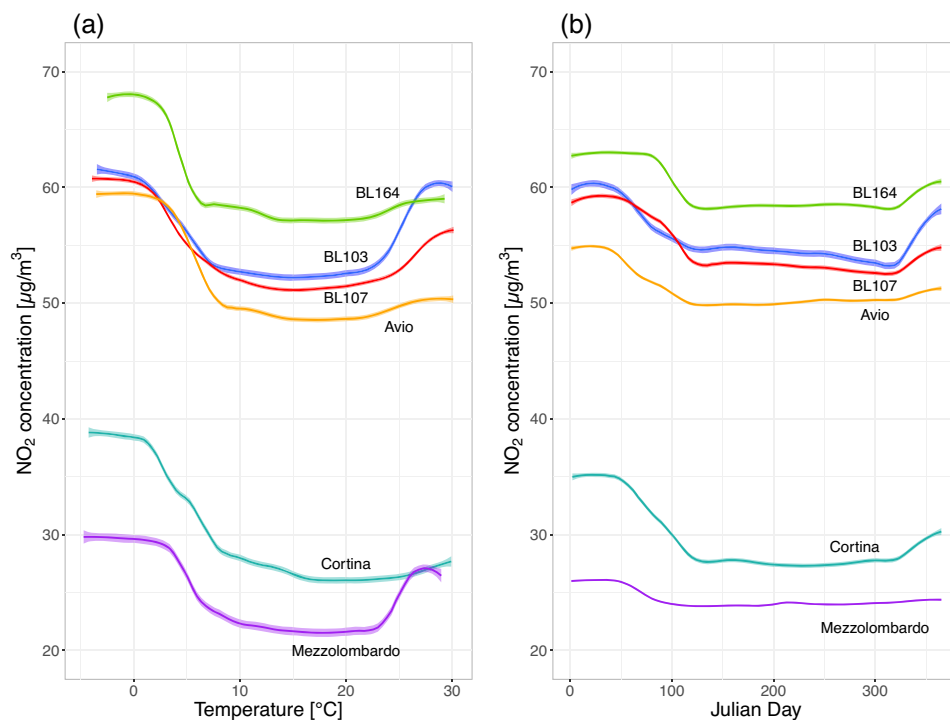 (a)
(b)
NO₂ concentration [µg/m³]
70
60
50
40
30
20
BL164
BL103
BL107
Avio
Cortina
Mezzolombardo
0
10
20
30
Temperature [°C]
NO₂ concentration [µg/m³]
70
60
50
40
30
20
BL164
BL103
BL107
Avio
Cortina
Mezzolombardo
0
100
200
300
Julian Day